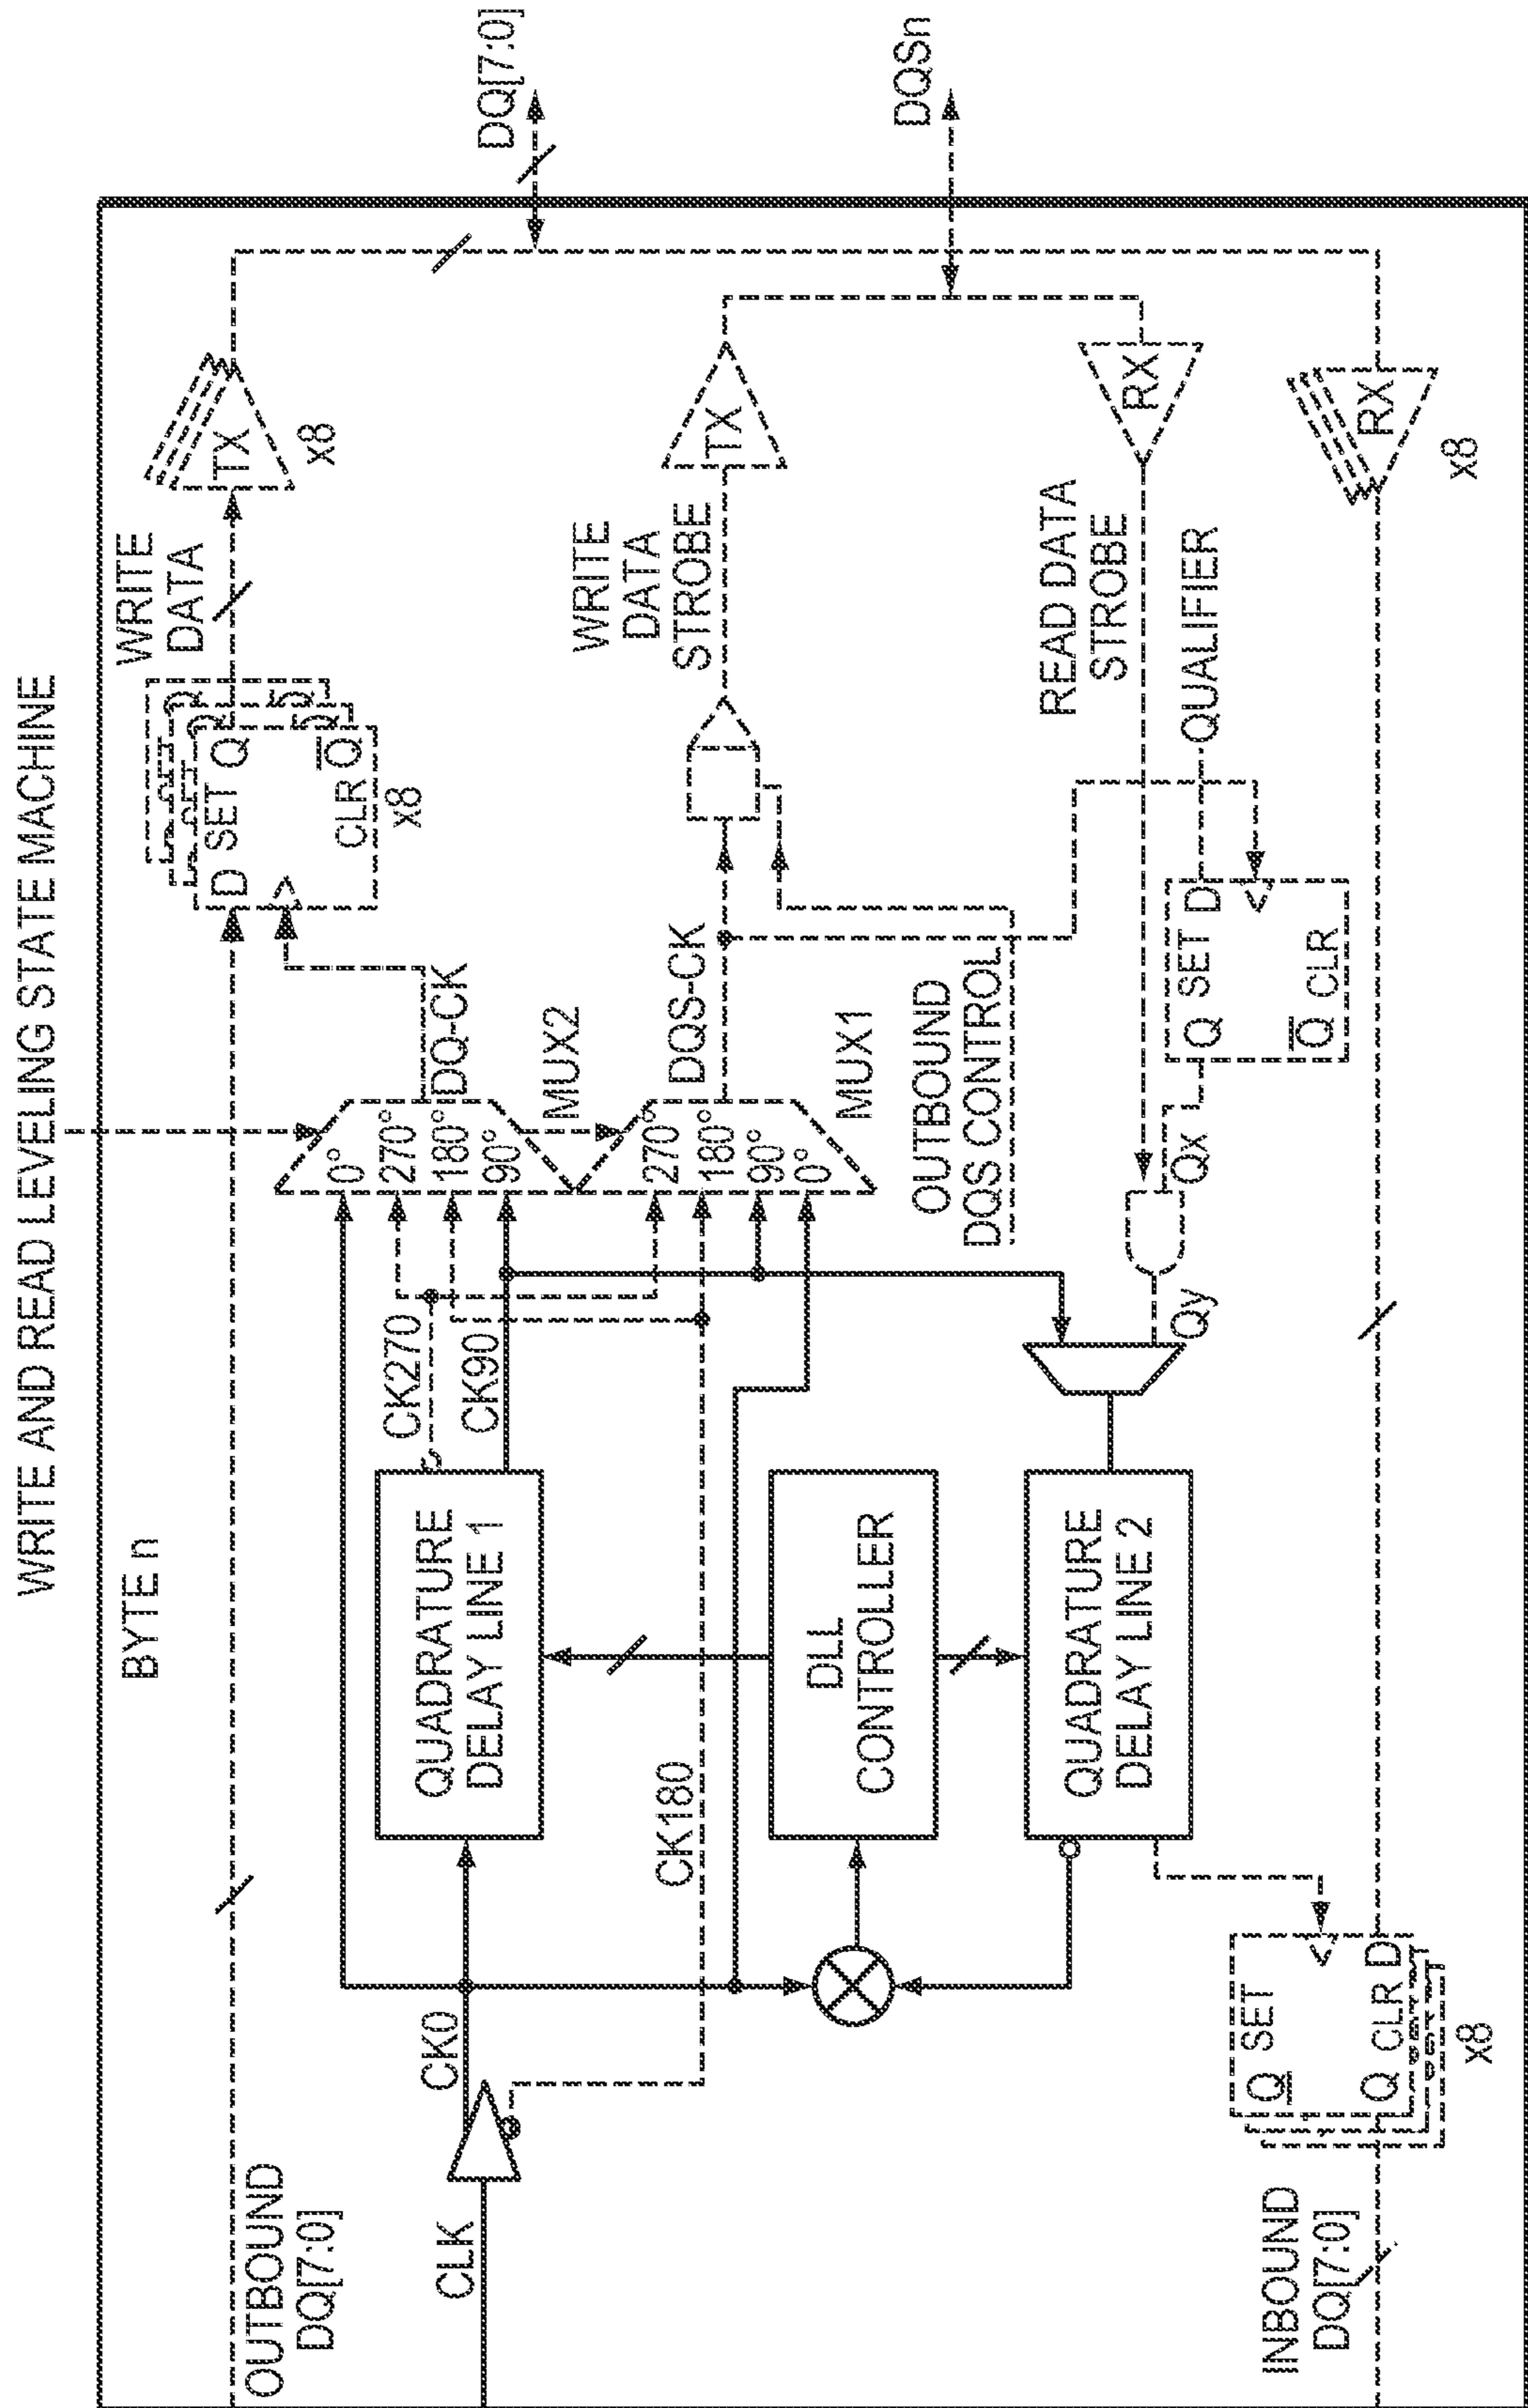 WRITE AND READ LEVELING STATE MACHINE
BYTE n
OUTBOUND
DQ[7:0]
D SET Q
Q
CLR
x8
WRITE
DATA
TX
x8
DQ[7:0]
CLK
CK0
QUADRATURE
DELAY LINE 1
CK270
CK90
0°
270°
180°
90°
DQ-CK
MUX2
CK180
270°
180°
90°
0°
DQS-CK
MUX1
WRITE
DATA
STROBE
TX
DQSn
DLL
CONTROLLER
OUTBOUND
DQS CONTROL
QUADRATURE
DELAY LINE 2
Qy
Qx
Q SET D
Q CLR
READ DATA
STROBE
QUALIFIER
RX
INBOUND
DQ[7:0]
Q SET
Q CLR D
x8
RX
x8